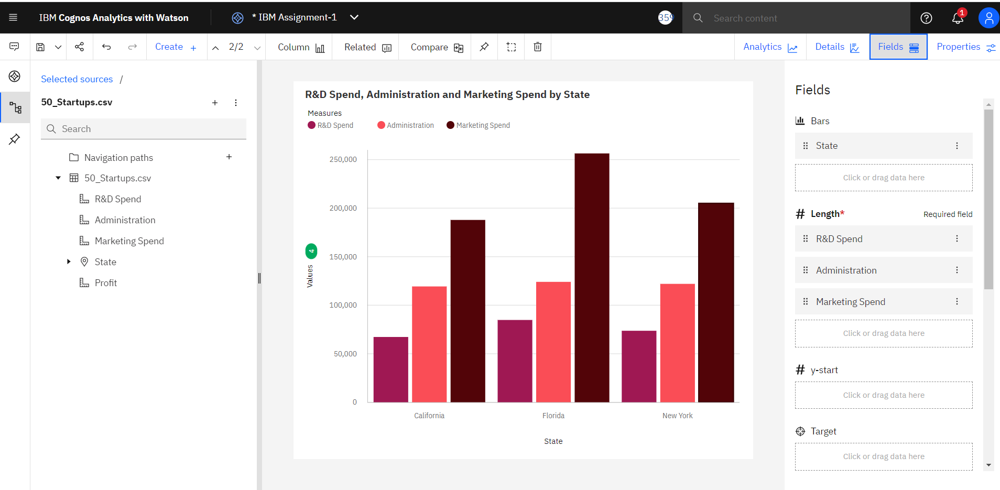 IBM Cognos Analytics with Watson
* IBM Assignment-1
359
Search content
1
Create +
2/2
Column
Related
Compare
Analytics
Details
Fields
Properties
Selected sources /
50_Startups.csv
Search
Navigation paths
50_Startups.csv
R&D Spend
Administration
Marketing Spend
State
Profit
R&D Spend, Administration and Marketing Spend by State
Measures
R&D Spend Administration Marketing Spend
250,000
200,000
150,000
100,000
50,000
0
Values
4
California Florida New York
State
Fields
Bars
State
Click or drag data here
Length* Required field
R&D Spend
Administration
Marketing Spend
Click or drag data here
y-start
Click or drag data here
Target
Click or drag data here